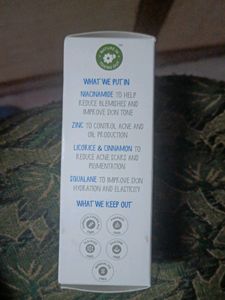 WHAT WE PUT IN
NIACINAMIDE TO HELP
REDUCE BLEMISHES AND
IMPROVE SKIN TONE
ZINC TO CONTROL ACNE AND
OIL PRODUCTION
LICORICE & CINNAMON TO
REDUCE ACNE SCARS AND
PIGMENTATION
SQUALANE TO IMPROVE SKIN
HYDRATION AND ELASTICITY
WHAT WE KEEP OUT